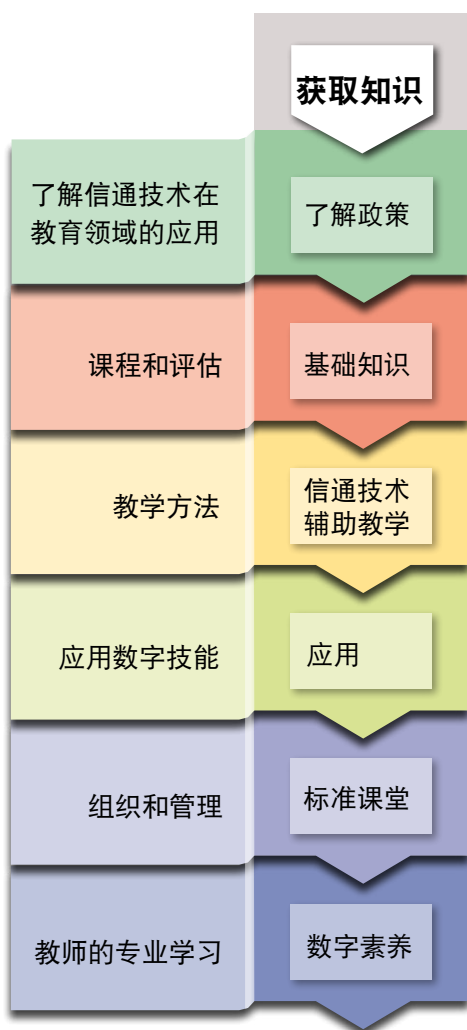 获取知识
了解信通技术在
教育领域的应用
了解政策
课程和评估
基础知识
教学方法
信通技术
辅助教学
应用数字技能
应用
组织和管理
标准课堂
教师的专业学习
数字素养